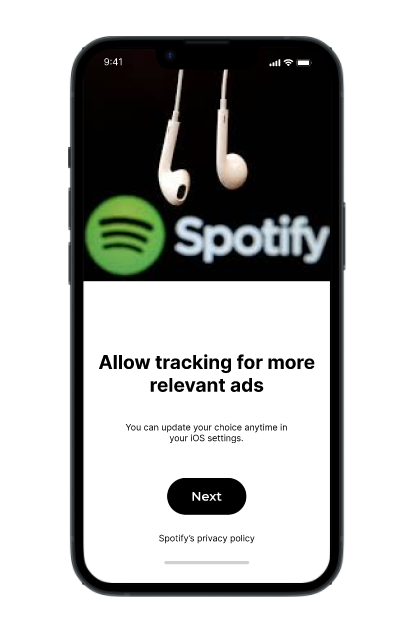 9:41
Spotify
Allow tracking for more
relevant ads
You can update your choice anytime in
your iOS settings.
Next
Spotify's privacy policy